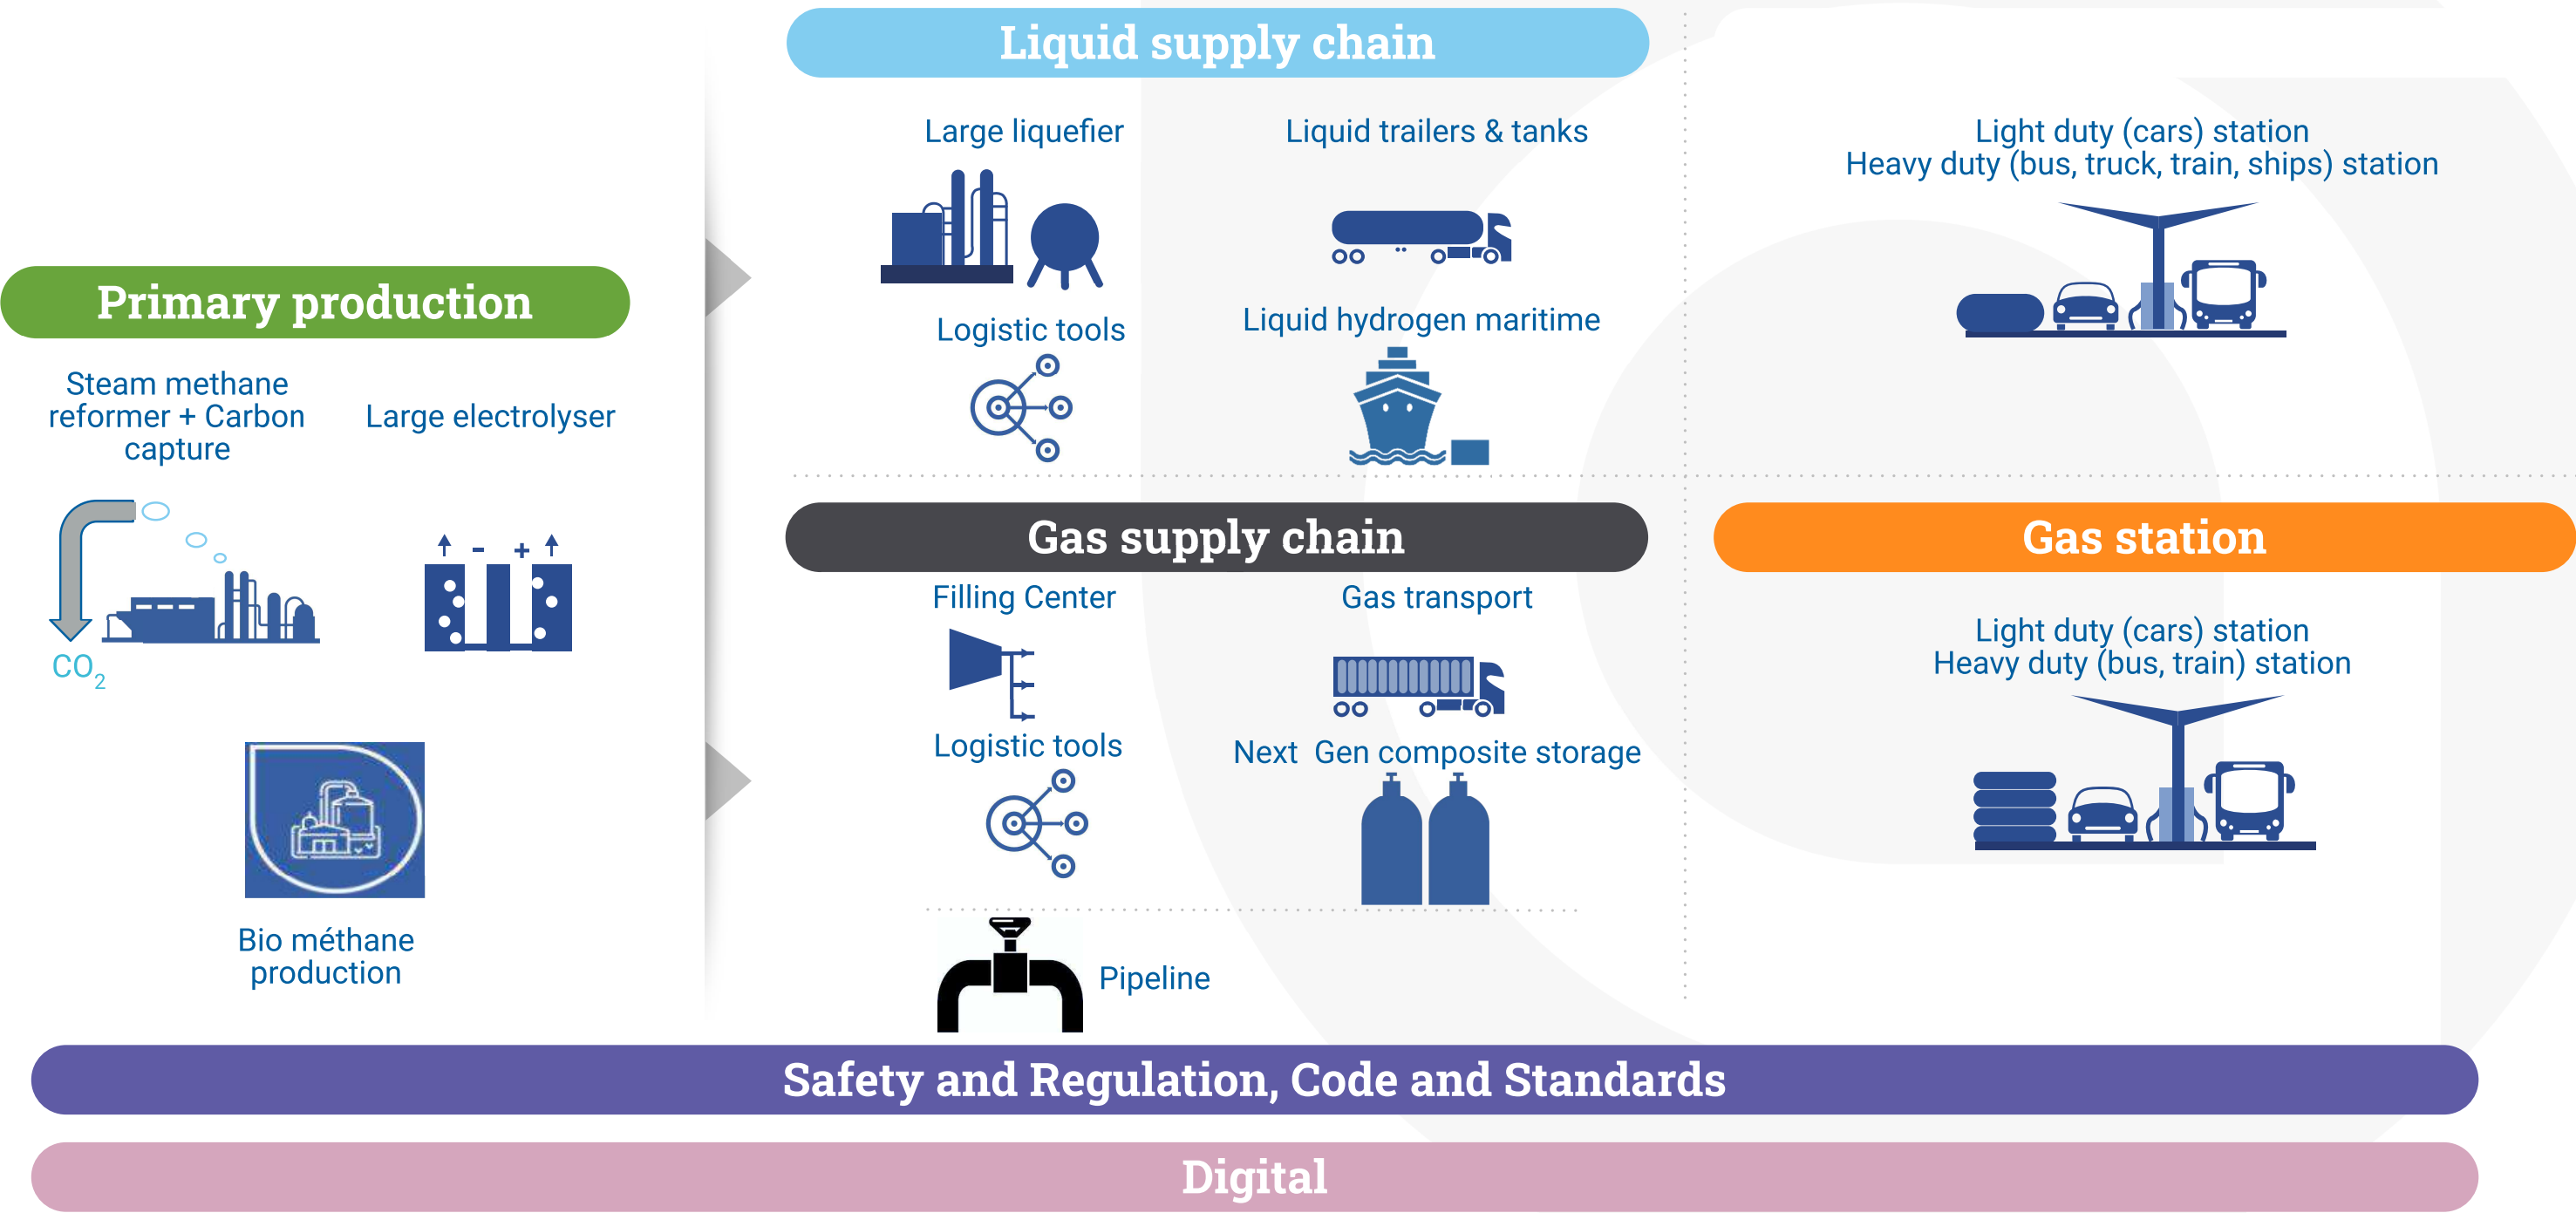 Primary production
Steam methane
reformer + Carbon
capture
Large electrolyser
- +
CO2
Bio méthane
production
Liquid supply chain
Large liquefier
Liquid trailers & tanks
Logistic tools
Liquid hydrogen maritime
Light duty (cars) station
Heavy duty (bus, truck, train, ships) station
Gas supply chain
Filling Center
Gas transport
Logistic tools
Next Gen composite storage
Pipeline
Gas station
Light duty (cars) station
Heavy duty (bus, train) station
Safety and Regulation, Code and Standards
Digital